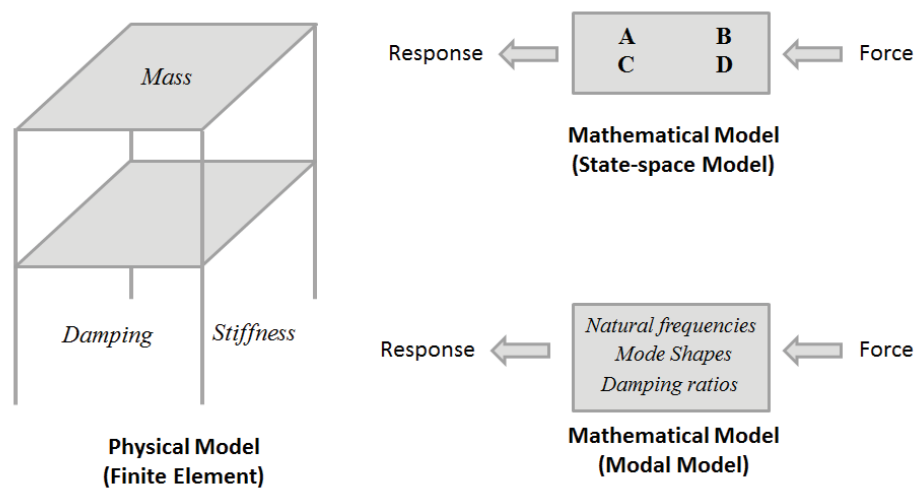 Mass
Damping Stiffness
Physical Model
(Finite Element)
Response
A B
C D
Force
Mathematical Model
(State-space Model)
Response
Natural frequencies
Mode Shapes
Damping ratios
Force
Mathematical Model
(Modal Model)